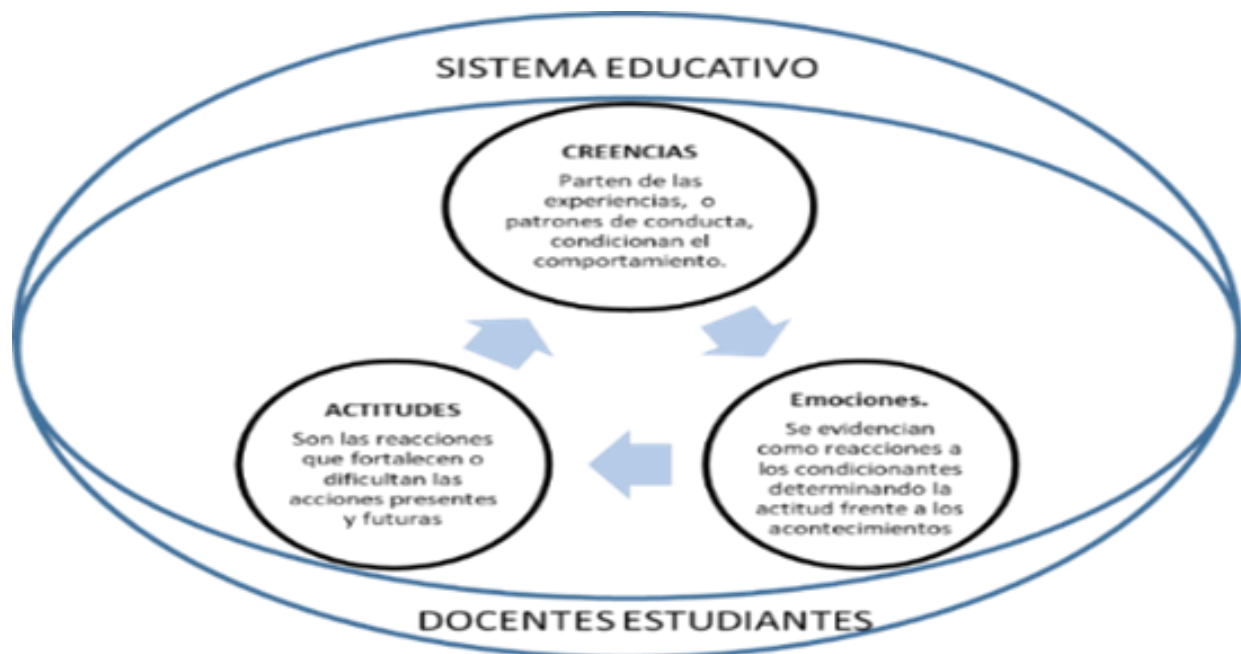 SISTEMA EDUCATIVO
CREENCIAS
Parten de las
experiencias, o
patrones de conducta,
condicionan el
comportamiento.
ACTITUDES
Son las reacciones
que fortalecen o
dificultan las
acciones presentes
y futuras
Emociones.
Se evidencian
como reacciones a
los condicionantes
determinando la
actitud frente a los
acontecimientos
DOCENTES ESTUDIANTES